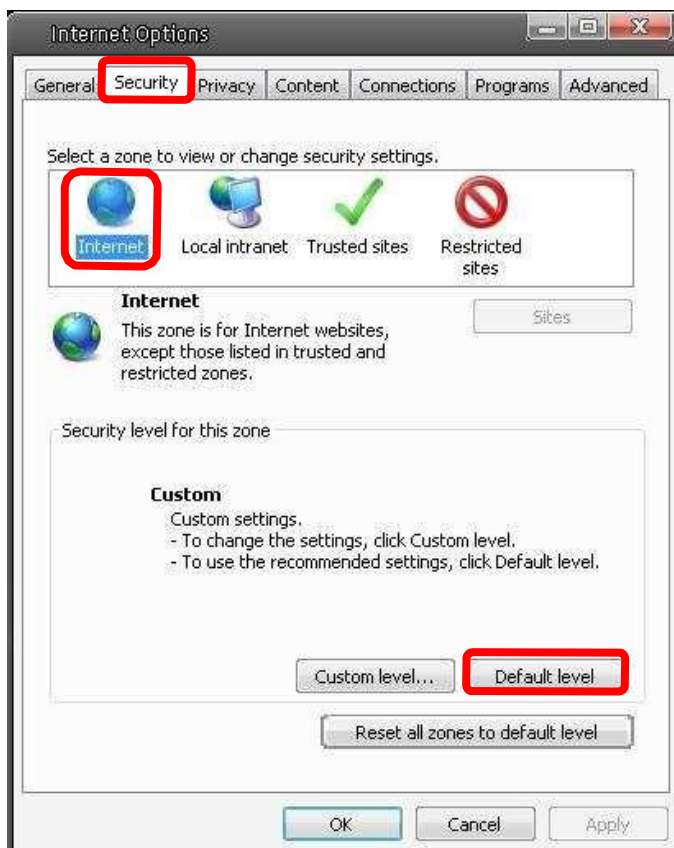 Internet Options
General Security Privacy Content Connections Programs Advanced
Select a zone to view or change security settings.
Internet Local intranet Trusted sites Restricted
sites
Internet
Sites
This zone is for Internet websites,
except those listed in trusted and
restricted zones.
Security level for this zone
Custom
Custom settings.
- To change the settings, click Custom level.
- To use the recommended settings, click Default level.
Custom level... Default level
Reset all zones to default level
OK Cancel Apply